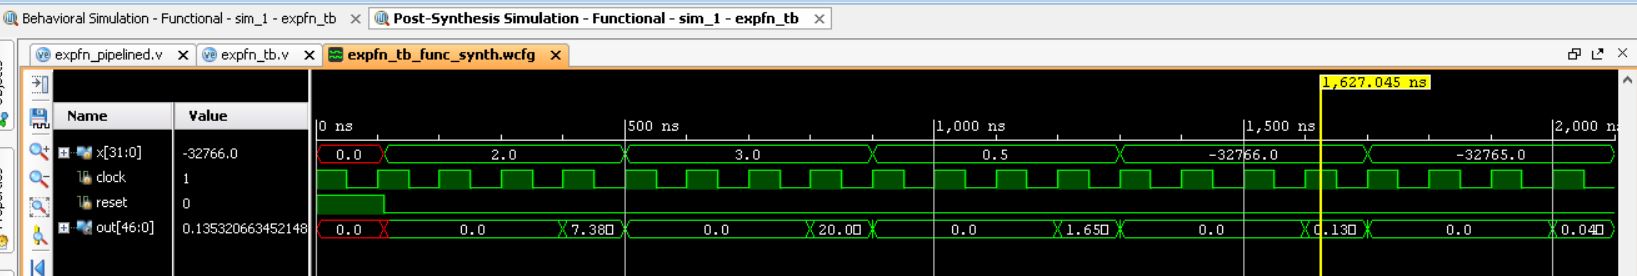 Behavioral Simulation - Functional - sim_1 - expfn_tb × Post-Synthesis Simulation - Functional - sim_1 - expfn_tb ×
expfn_pipelined.v × expfn_tb.v × expfn_tb_func_synth.wcfg ×
1,627.045 ns
Name Value
0 ns 500 ns 1,000 ns 1,500 ns 2,000 n
x[31:0] -32766.0 0.0 2.0 3.0 0.5 -32766.0 -32765.0
clock 1
reset 0
out[46:0] 0.135320663452148 0.0 0.0 7.38□ 0.0 20.0□ 0.0 1.65□ 0.0 0.13□ 0.0 0.04□